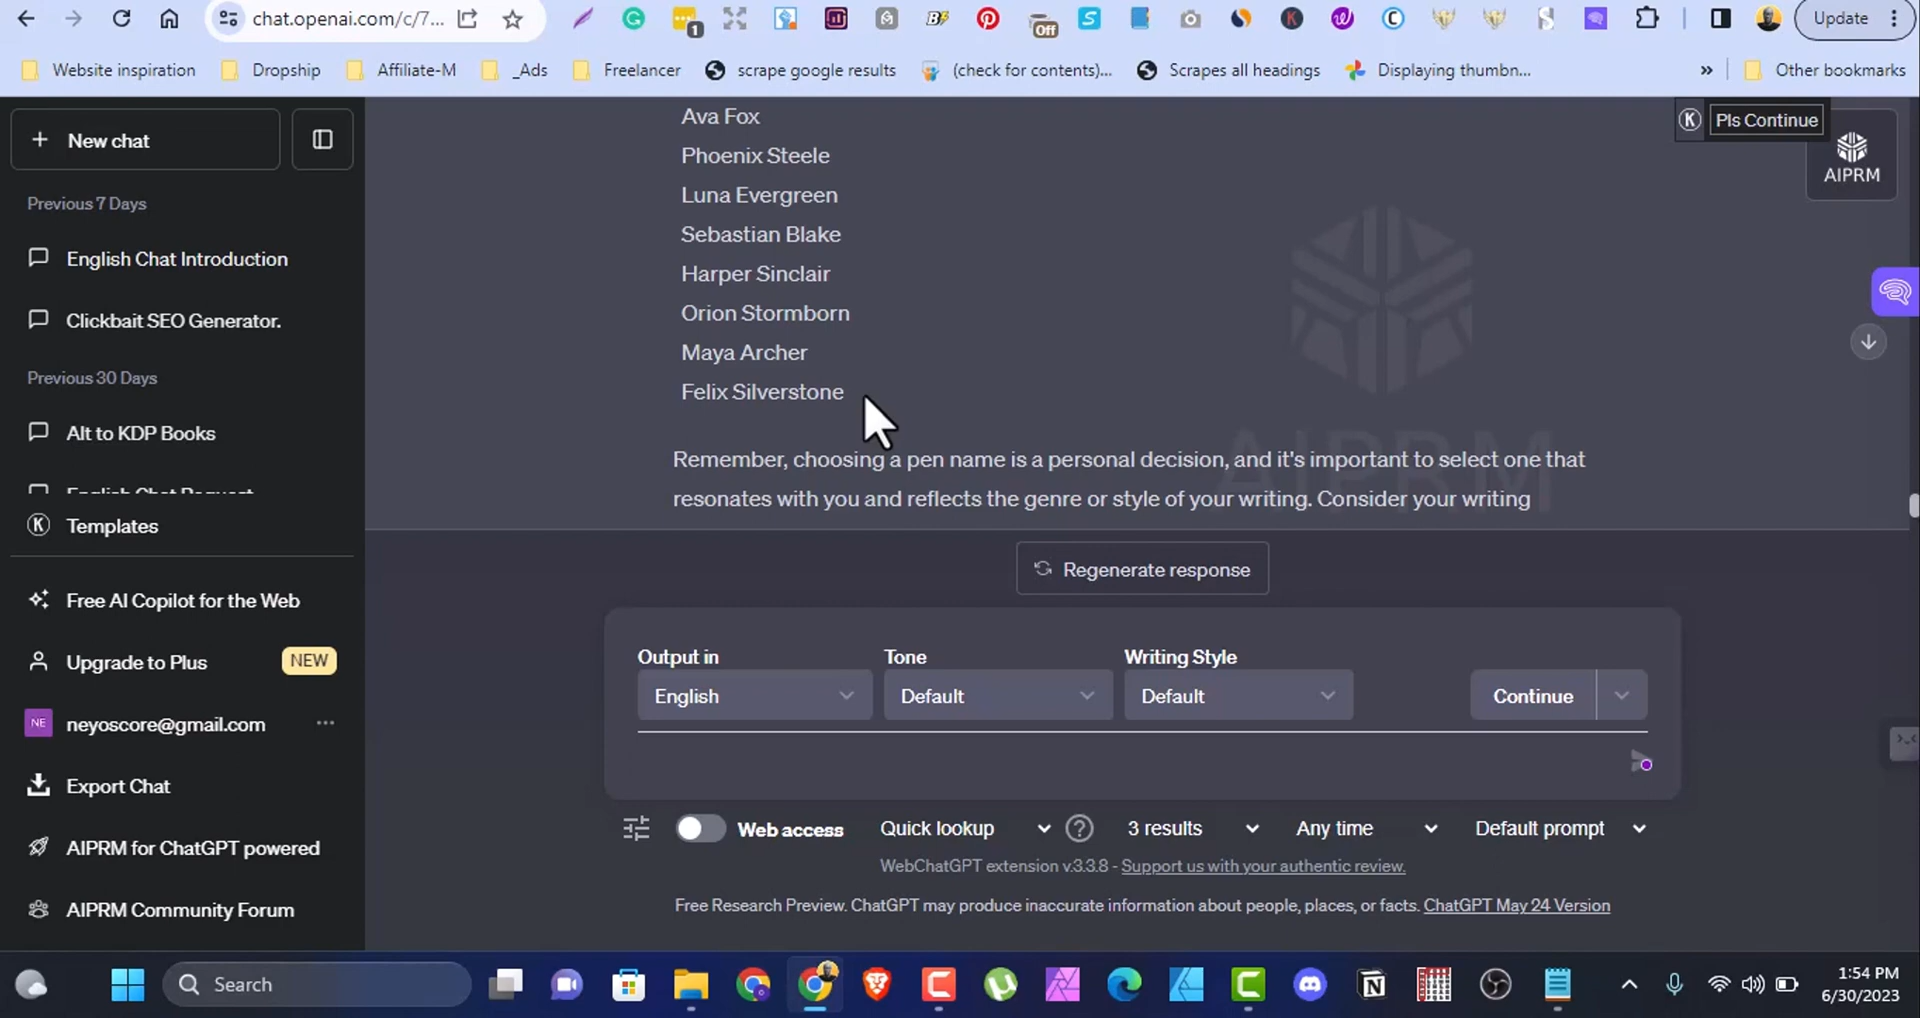 chat.openai.com/c/7...
1
Off
Update
Website inspiration
Dropship
Affiliate-M
_Ads
Freelancer
scrape google results
(check for contents)...
Scrapes all headings
Displaying thumbn...
»
Other bookmarks
+ New chat
K Pls Continue
AIPRM
Previous 7 Days
English Chat Introduction
Clickbait SEO Generator.
Previous 30 Days
Alt to KDP Books
English Chat Request
K Templates
Free AI Copilot for the Web
Upgrade to Plus NEW
NE neyoscore@gmail.com ...
Export Chat
AIPRM for ChatGPT powered
AIPRM Community Forum
Ava Fox
Phoenix Steele
Luna Evergreen
Sebastian Blake
Harper Sinclair
Orion Stormborn
Maya Archer
Felix Silverstone
AIPRM
Remember, choosing a pen name is a personal decision, and it's important to select one that
resonates with you and reflects the genre or style of your writing. Consider your writing
Regenerate response
Output in Tone Writing Style
English Default Default Continue
Web access Quick lookup ? 3 results Any time Default prompt
WebChatGPT extension v.3.3.8 - Support us with your authentic review.
Free Research Preview. ChatGPT may produce inaccurate information about people, places, or facts. ChatGPT May 24 Version
Search
1:54 PM
6/30/2023